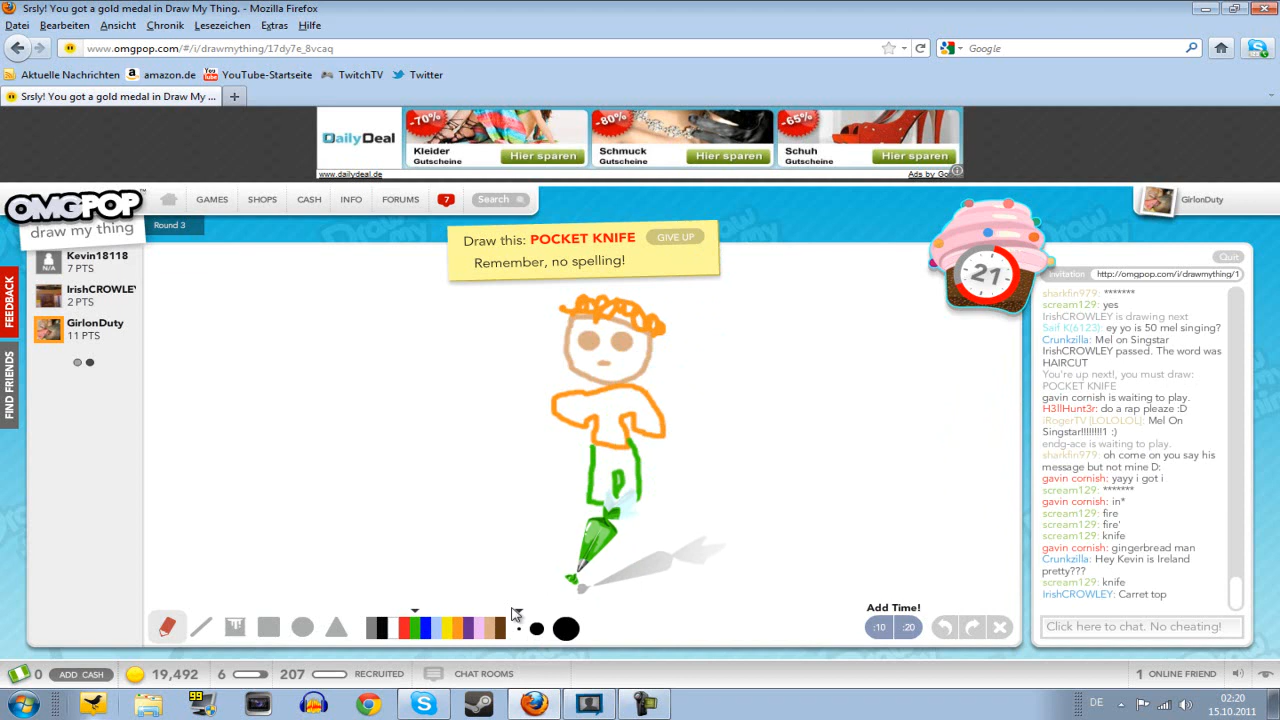 Srsly! You got a gold medal in Draw My Thing. - Mozilla Firefox
Datei Bearbeiten Ansicht Chronik Lesezeichen Extras Hilfe
www.omgpop.com/#/i/drawmything/17dy7e_8vcaq
Google
Aktuelle Nachrichten amazon.de YouTube-Startseite TwitchTV Twitter
Srsly! You got a gold medal in Draw My ...
DailyDeal
www.dailydeal.de
-70%
Kleider
Gutscheine
Hier sparen
-80%
Schmuck
Gutscheine
Hier sparen
-65%
Schuh
Gutscheine
Hier sparen
OMGPOP
draw my thing
GAMES SHOPS CASH INFO FORUMS 7 Search
GirlonDuty
Round 3
Draw this: POCKET KNIFE GIVE UP
Remember, no spelling!
21
FEEDBACK
FIND FRIENDS
N/A
Kevin18118
7 PTS
IrishCROWLEY
2 PTS
GirlonDuty
11 PTS
Quit
Invitation http://omgpop.com/i/drawmything/1
sharkfin979: *******
scream129: yes
IrishCROWLEY is drawing next
Saif K(6123): ey yo is 50 mel singing?
Crunkzilla: Mel on Singstar
IrishCROWLEY passed. The word was
HAIRCUT
You're up next!, you must draw:
POCKET KNIFE
gavin cornish is waiting to play.
H3llHunt3r: do a rap pleaze :D
:RogerTV (LOLOLOL): Mel On
Singstar!!!!!!!!1 :)
endg-ace is waiting to play.
sharkfin979: oh come on you say his
message but not mine D:
gavin cornish: yayy i got i
scream129: *******
gavin cornish: in*
scream129: fire
scream129: fire'
scream129: knife
gavin cornish: gingerbread man
Crunkzilla: Hey Kevin is Ireland
pretty???
scream129: knife
IrishCROWLEY: Carret top
Click here to chat. No cheating!
Add Time!
:10 :20
0 ADD CASH 19,492 6 207 RECRUITED CHAT ROOMS 1 ONLINE FRIEND
99
DE
02:20
15.10.2011